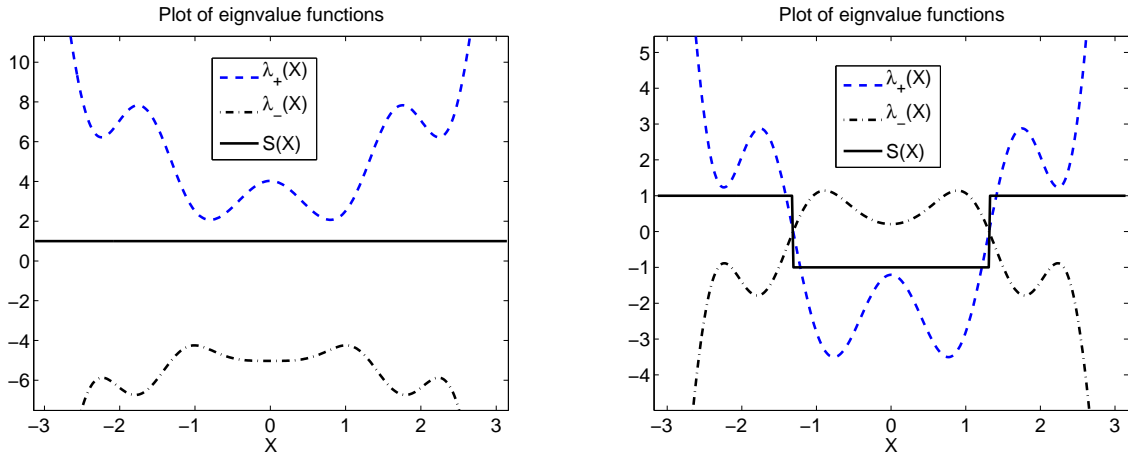 Plot of eignvalue functions
10
8
6
4
2
0
−2
−4
−6
−3 −2 −1 0 1 2 3
X
λ+(X)
λ−(X)
S(X)
Plot of eignvalue functions
5
4
3
2
1
0
−1
−2
−3
−4
−3 −2 −1 0 1 2 3
X
λ+(X)
λ−(X)
S(X)